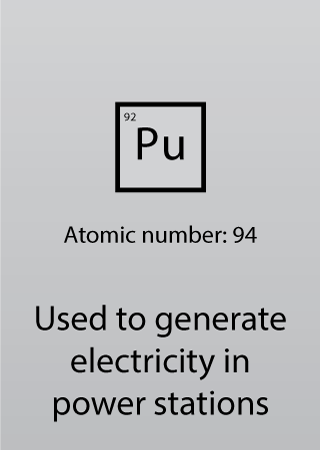 92
Pu
Atomic number: 94
Used to generate
electricity in
power stations